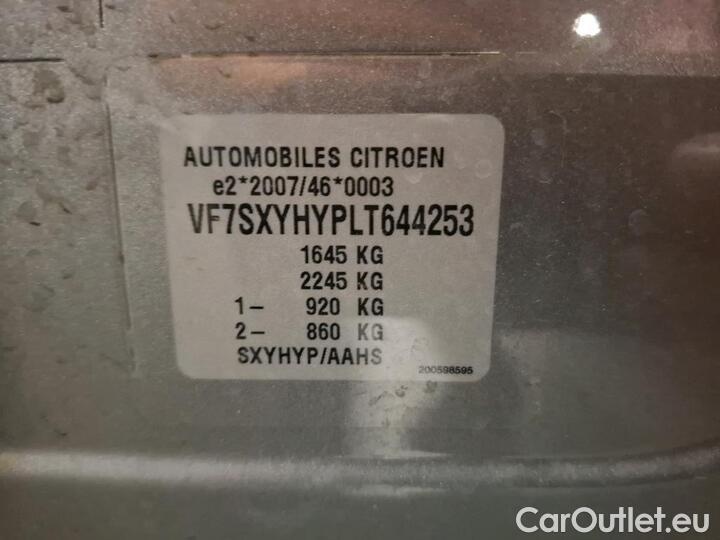 AUTOMOBILES CITROEN
e2*2007/46*0003
VF7SXYHYPLT644253
1645 KG
2245 KG
1- 920 KG
2- 860 KG
SXYHYP/AAHS
200598595
CarOutlet.eu